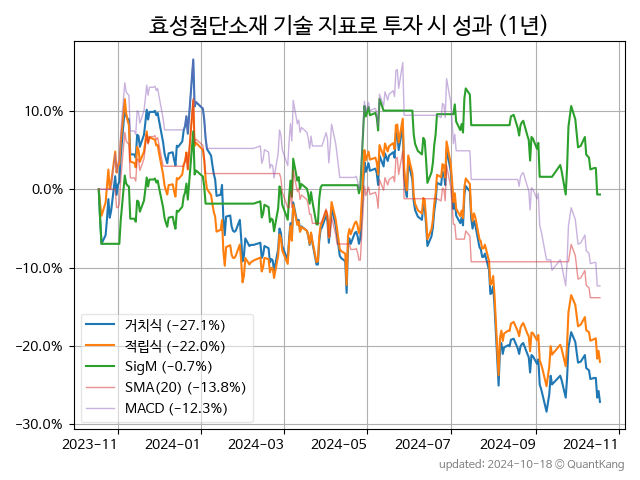 효성첨단소재 기술 지표로 투자 시 성과 (1년)
10.0%
0.0%
−10.0%
−20.0%
−30.0%
거치식 (−27.1%)
적립식 (−22.0%)
SigM (−0.7%)
SMA(20) (−13.8%)
MACD (−12.3%)
2023−11
2024−01
2024−03
2024−05
2024−07
2024−09
2024−11
updated: 2024-10-18 © QuantKang